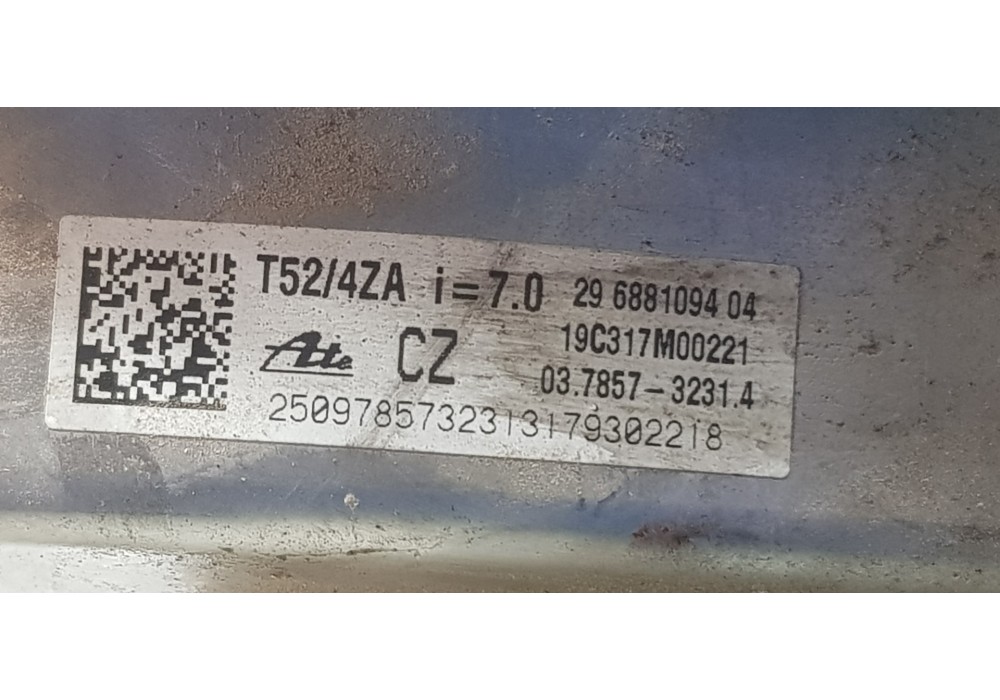 T52/4ZA i=7.0 29 6881094 04
Ate CZ 19C317M00221
03.7857-3231.4
2509785732313179302218